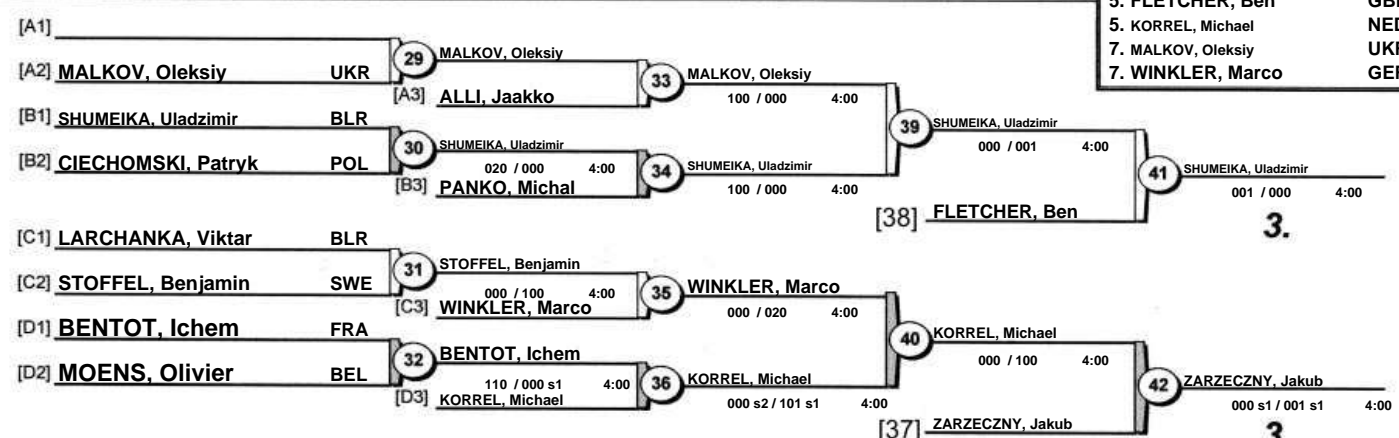 5. FLETCHER, Ben
5. KORREL, Michael
7. MALKOV, Oleksiy
7. WINKLER, Marco
[A1]
[A2] MALKOV, Oleksiy UKR
29
MALKOV, Oleksiy
[A3] ALLI, Jaakko
33
MALKOV, Oleksiy
100 / 000 4:00
[B1] SHUMEIKA, Uladzimir BLR
[B2] CIECHOMSKI, Patryk POL
30
SHUMEIKA, Uladzimir
020 / 000 4:00
[B3] PANKO, Michal
34
SHUMEIKA, Uladzimir
100 / 000 4:00
39
SHUMEIKA, Uladzimir
000 / 001 4:00
[38] FLETCHER, Ben
41
SHUMEIKA, Uladzimir
001 / 000 4:00
3.
[C1] LARCHANKA, Viktar BLR
[C2] STOFFEL, Benjamin SWE
31
STOFFEL, Benjamin
000 / 100 4:00
[C3] WINKLER, Marco
35
WINKLER, Marco
000 / 020 4:00
[D1] BENTOT, Ichem FRA
[D2] MOENS, Olivier BEL
32
BENTOT, Ichem
110 / 000 s1 4:00
[D3] KORREL, Michael
36
KORREL, Michael
000 s2 / 101 s1 4:00
40
KORREL, Michael
000 / 100 4:00
[37] ZARZECZNY, Jakub
42
ZARZECZNY, Jakub
000 s1 / 001 s1 4:00
3